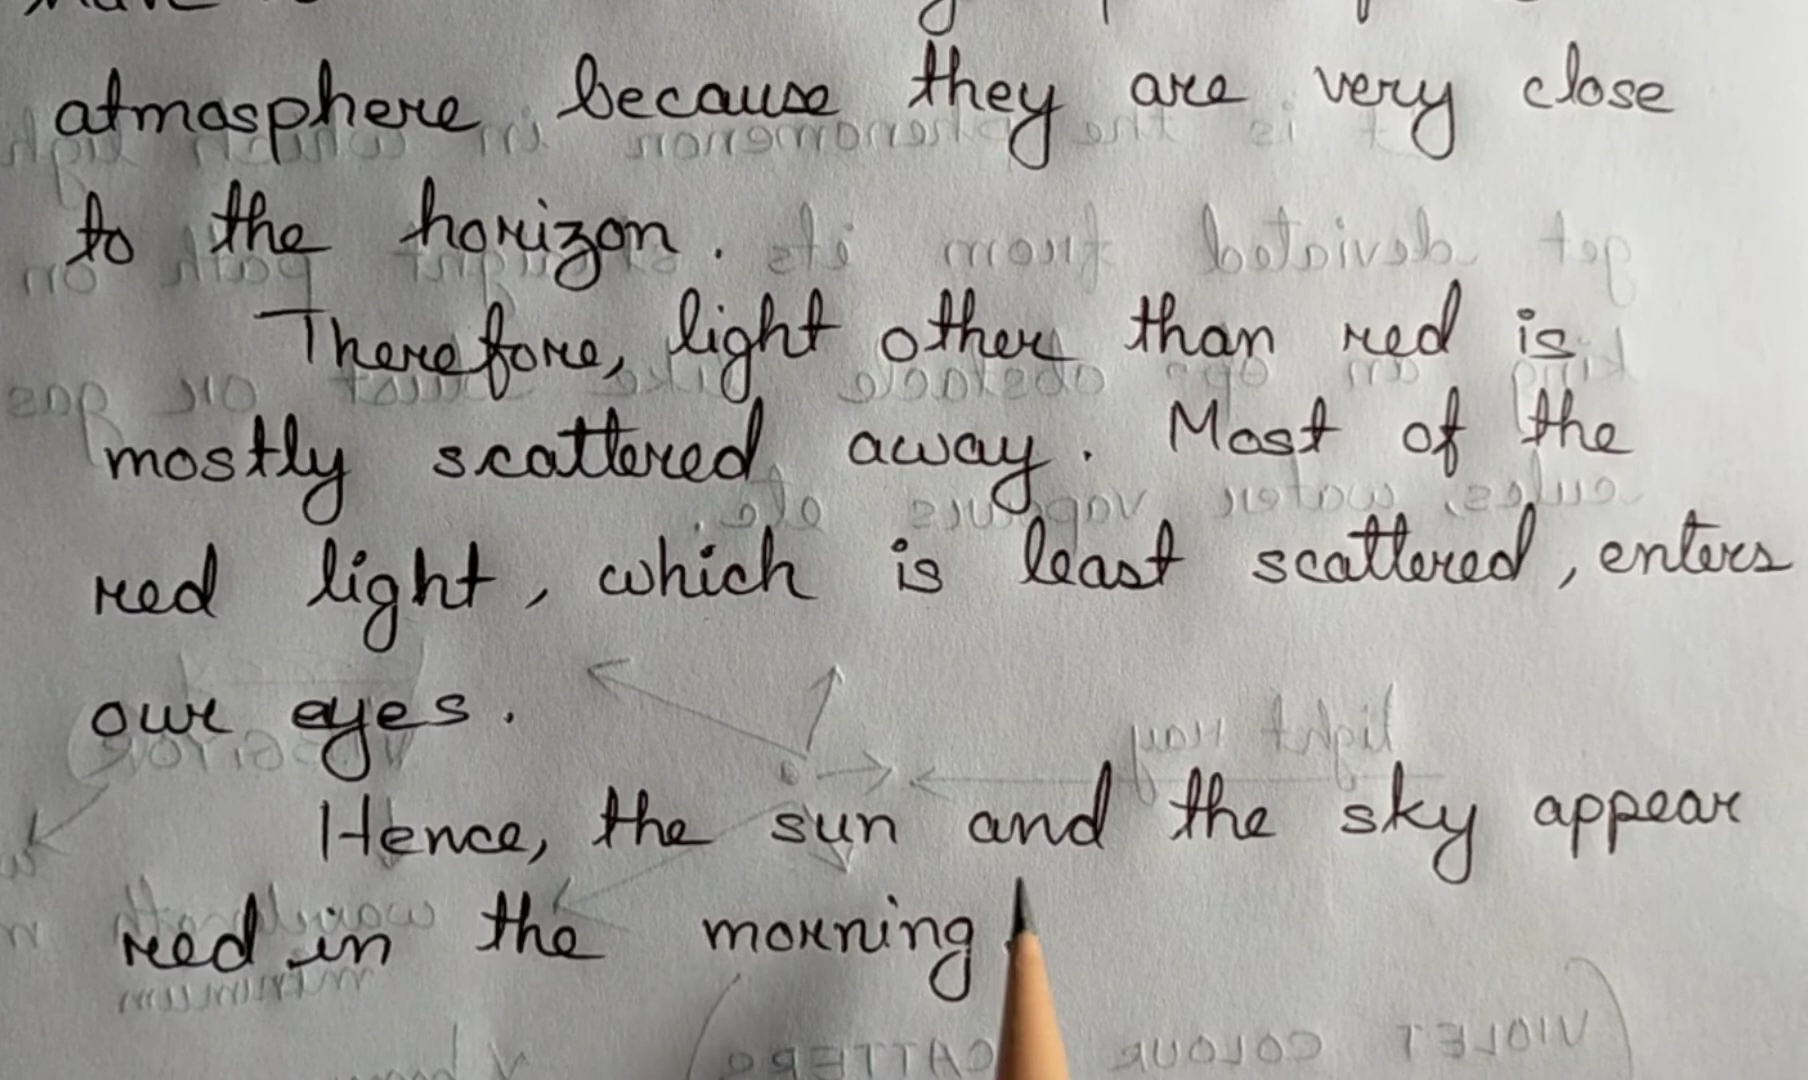 atmosphere because they are very close
to the horizon.
Therefore, light other than red is
mostly scattered away. Most of the
red light, which is least scattered, enters
our eyes.
Hence, the sun and the sky appear
red in the morning